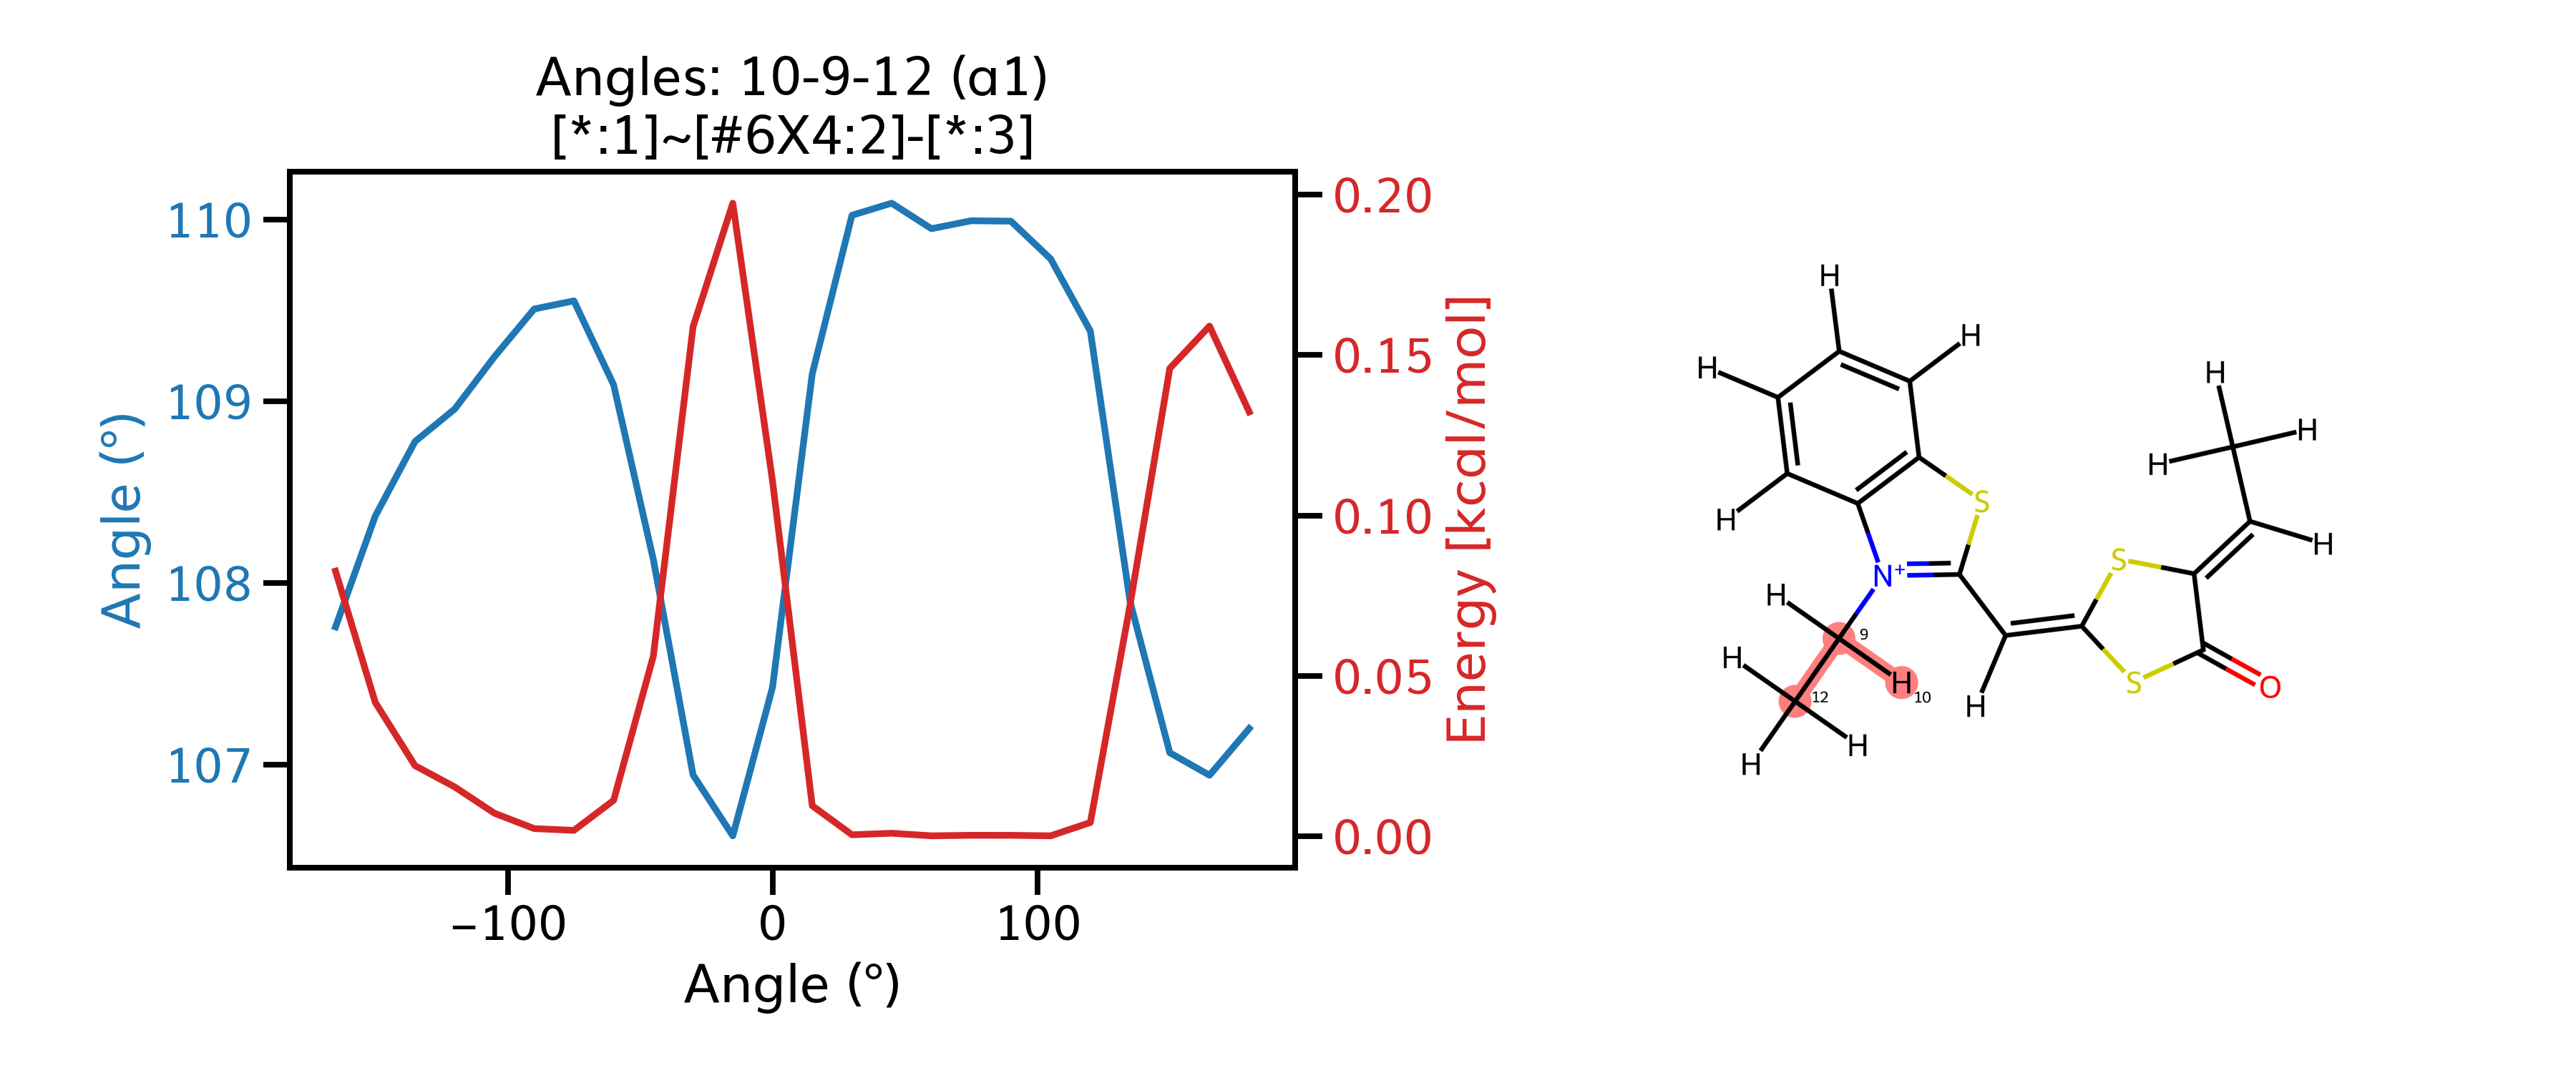 Angles: 10-9-12 (α1)
[*:1]~[#6X4:2]-[*:3]
110
109
108
107
Angle (°)
0.20
0.15
0.10
0.05
0.00
Energy [kcal/mol]
−100
0
100
Angle (°)
H
H
H
H
H
H
H
S
H
H
S
N+
H
9
H
S
O
H
10
12
H
H
H